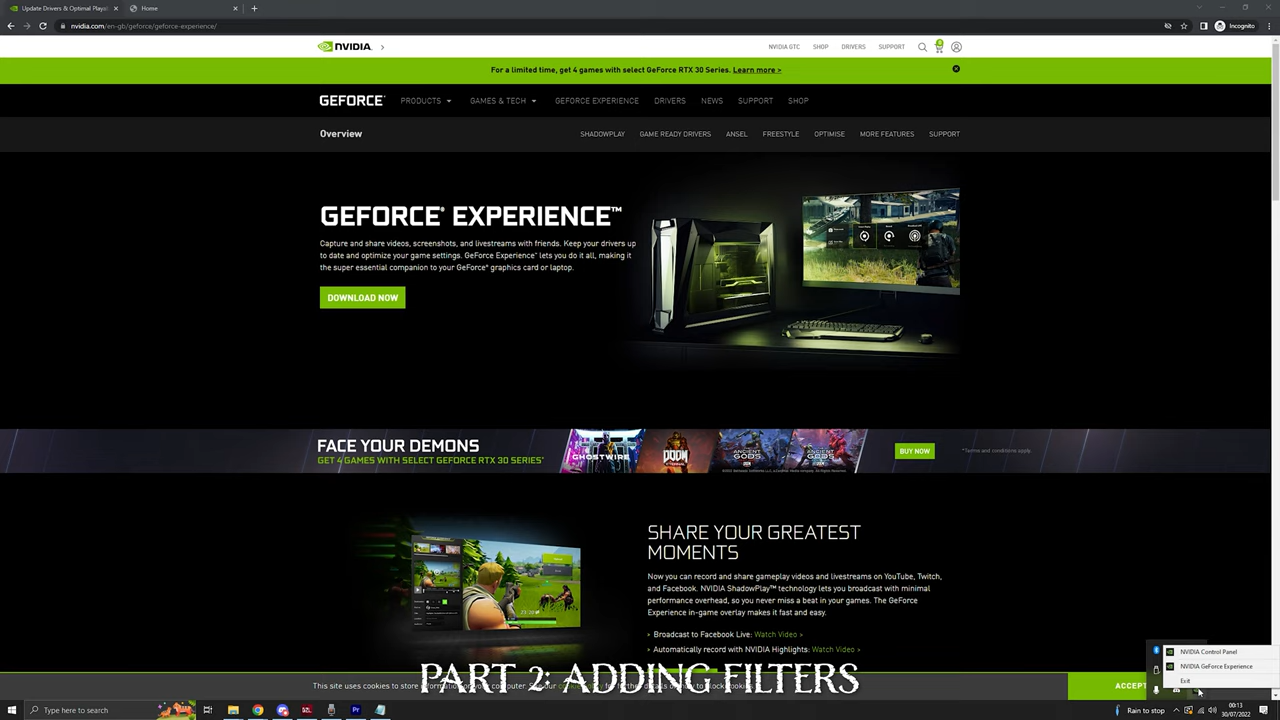 Update Drivers & Optimal Playa
Home
nvidia.com/en-gb/geforce/geforce-experience/
Incognito
NVIDIA.
NVIDIA GTC
SHOP
DRIVERS
SUPPORT
For a limited time, get 4 games with select GeForce RTX 30 Series. Learn more >
GEFORCE
PRODUCTS
GAMES & TECH
GEFORCE EXPERIENCE
DRIVERS
NEWS
SUPPORT
SHOP
Overview
SHADOWPLAY
GAME READY DRIVERS
ANSEL
FREESTYLE
OPTIMISE
MORE FEATURES
SUPPORT
GEFORCE® EXPERIENCE™
Capture and share videos, screenshots, and livestreams with friends. Keep your drivers up
to date and optimize your game settings. GeForce Experience™ lets you do it all, making it
the super essential companion to your GeForce® graphics card or laptop.
DOWNLOAD NOW
FACE YOUR DEMONS
GET 4 GAMES WITH SELECT GEFORCE RTX 30 SERIES*
GHOSTWIRE
DOOM
ANCIENT
GODS
ANCIENT
GODS
BUY NOW
*Terms and conditions apply.
SHARE YOUR GREATEST
MOMENTS
Now you can record and share gameplay videos and livestreams on YouTube, Twitch,
and Facebook. NVIDIA ShadowPlay™ technology lets you broadcast with minimal
performance overhead, so you never miss a beat in your games. The GeForce
Experience in-game overlay makes it fast and easy.
› Broadcast to Facebook Live: Watch Video >
› Automatically record with NVIDIA Highlights: Watch Video >
NVIDIA Control Panel
NVIDIA GeForce Experience
Exit
PART 2: ADDING FILTERS
This site uses cookies to store
ACCEPT
Type here to search
Rain to stop
00:13
30/07/2022